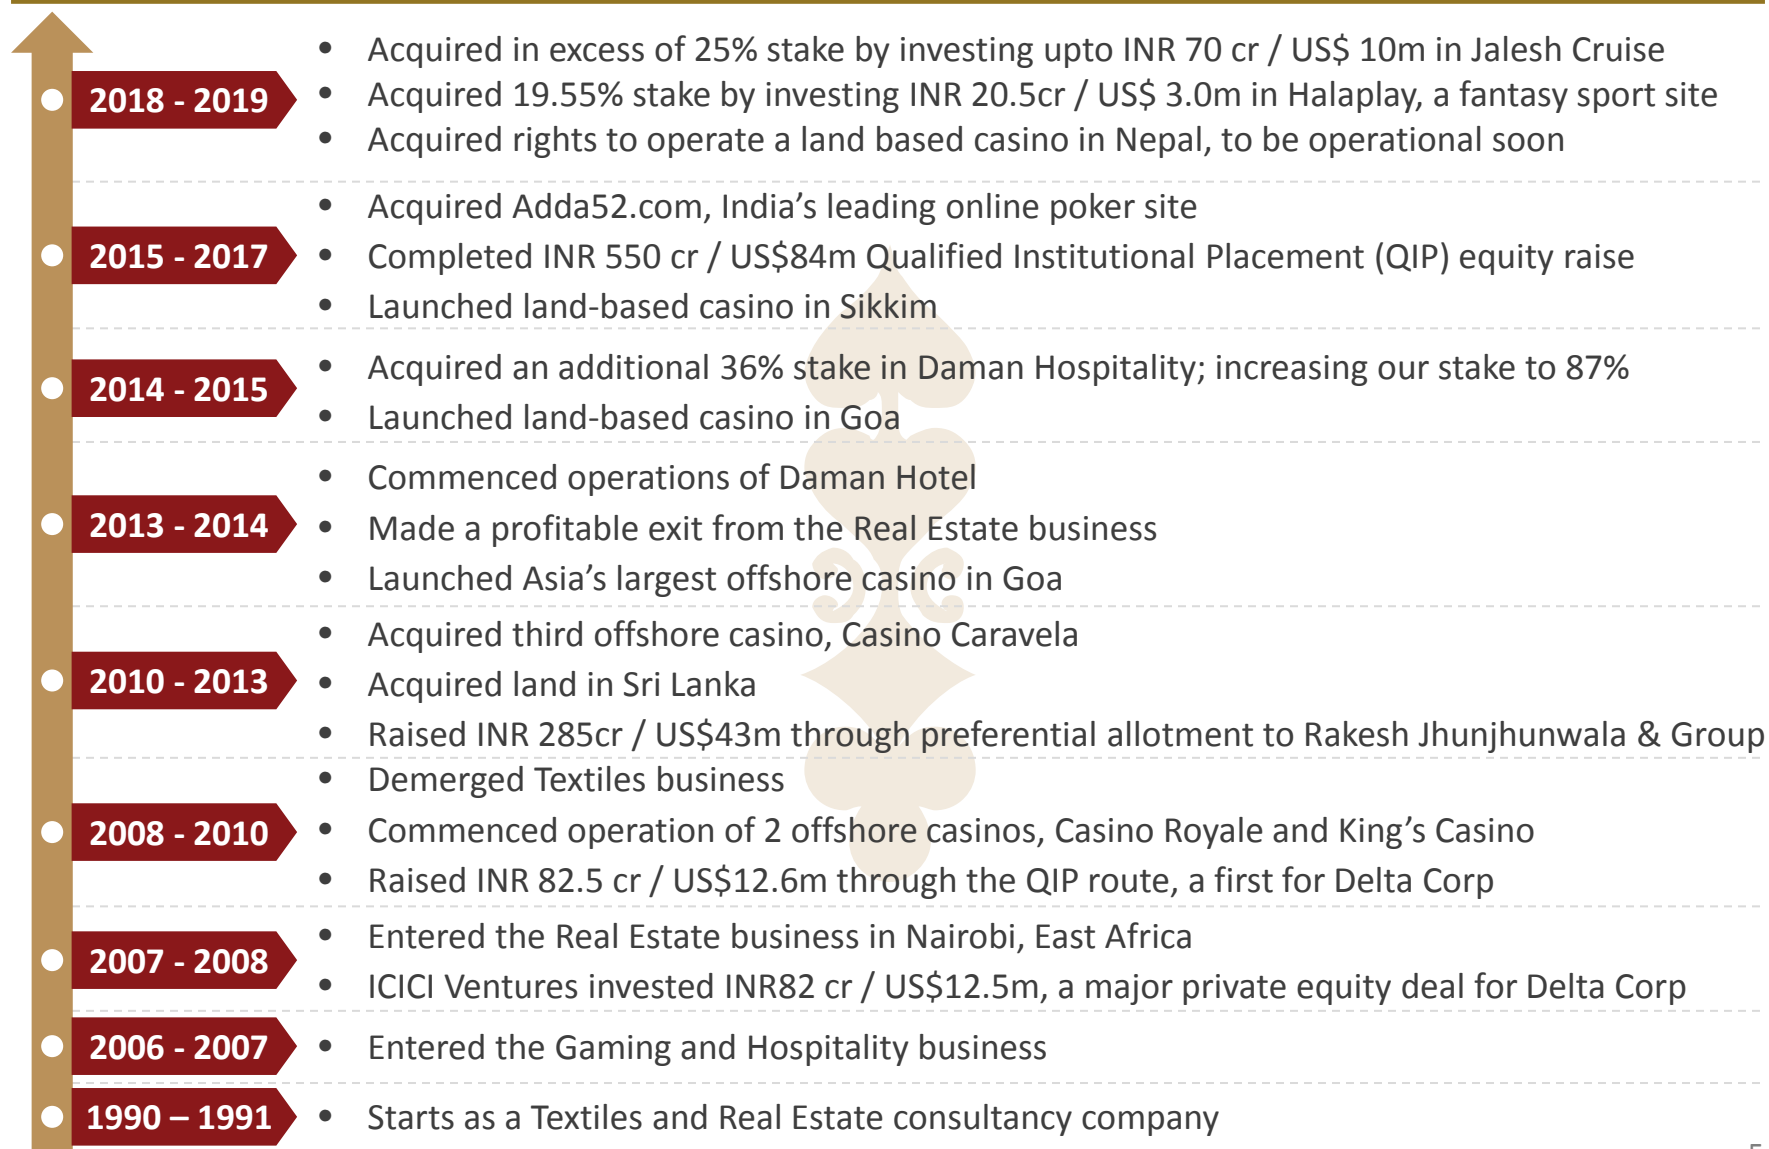 2018 - 2019
• Acquired in excess of 25% stake by investing upto INR 70 cr / US$ 10m in Jalesh Cruise
• Acquired 19.55% stake by investing INR 20.5cr / US$ 3.0m in Halaplay, a fantasy sport site
• Acquired rights to operate a land based casino in Nepal, to be operational soon
2015 - 2017
• Acquired Adda52.com, India’s leading online poker site
• Completed INR 550 cr / US$84m Qualified Institutional Placement (QIP) equity raise
• Launched land-based casino in Sikkim
2014 - 2015
• Acquired an additional 36% stake in Daman Hospitality; increasing our stake to 87%
• Launched land-based casino in Goa
2013 - 2014
• Commenced operations of Daman Hotel
• Made a profitable exit from the Real Estate business
• Launched Asia’s largest offshore casino in Goa
2010 - 2013
• Acquired third offshore casino, Casino Caravela
• Acquired land in Sri Lanka
• Raised INR 285cr / US$43m through preferential allotment to Rakesh Jhunjhunwala & Group
2008 - 2010
• Demerged Textiles business
• Commenced operation of 2 offshore casinos, Casino Royale and King’s Casino
• Raised INR 82.5 cr / US$12.6m through the QIP route, a first for Delta Corp
2007 - 2008
• Entered the Real Estate business in Nairobi, East Africa
• ICICI Ventures invested INR82 cr / US$12.5m, a major private equity deal for Delta Corp
2006 - 2007
• Entered the Gaming and Hospitality business
1990 – 1991
• Starts as a Textiles and Real Estate consultancy company